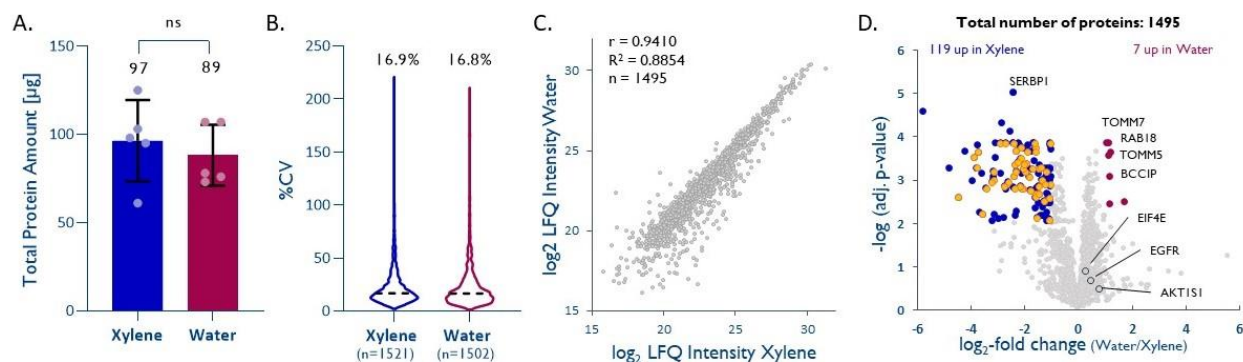 A.
ns
150
100
50
0
97
89
Total Protein Amount [µg]
Xylene
Water
B.
250
200
150
100
50
0
16.9%
16.8%
%CV
Xylene
(n=1521)
Water
(n=1502)
C.
r = 0.9410
R² = 0.8854
n = 1495
30
25
20
15
20
25
30
log2 LFQ Intensity Water
log₂ LFQ Intensity Xylene
D.
Total number of proteins: 1495
119 up in Xylene
7 up in Water
6
5
4
3
2
1
0
-6
-4
-2
0
2
4
6
-log (adj. p-value)
SERBP1
TOMM7
RAB18
TOMM5
BCCIP
EIF4E
EGFR
AKT1S1
log₂-fold change (Water/Xylene)